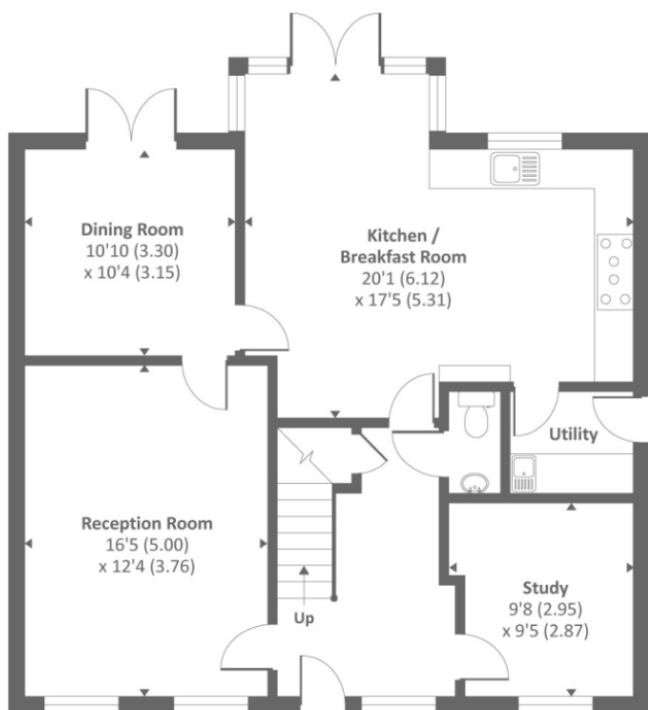 Dining Room
10'10 (3.30)
x 10'4 (3.15)
Kitchen /
Breakfast Room
20'1 (6.12)
x 17'5 (5.31)
Utility
Reception Room
16'5 (5.00)
x 12'4 (3.76)
Up
Study
9'8 (2.95)
x 9'5 (2.87)